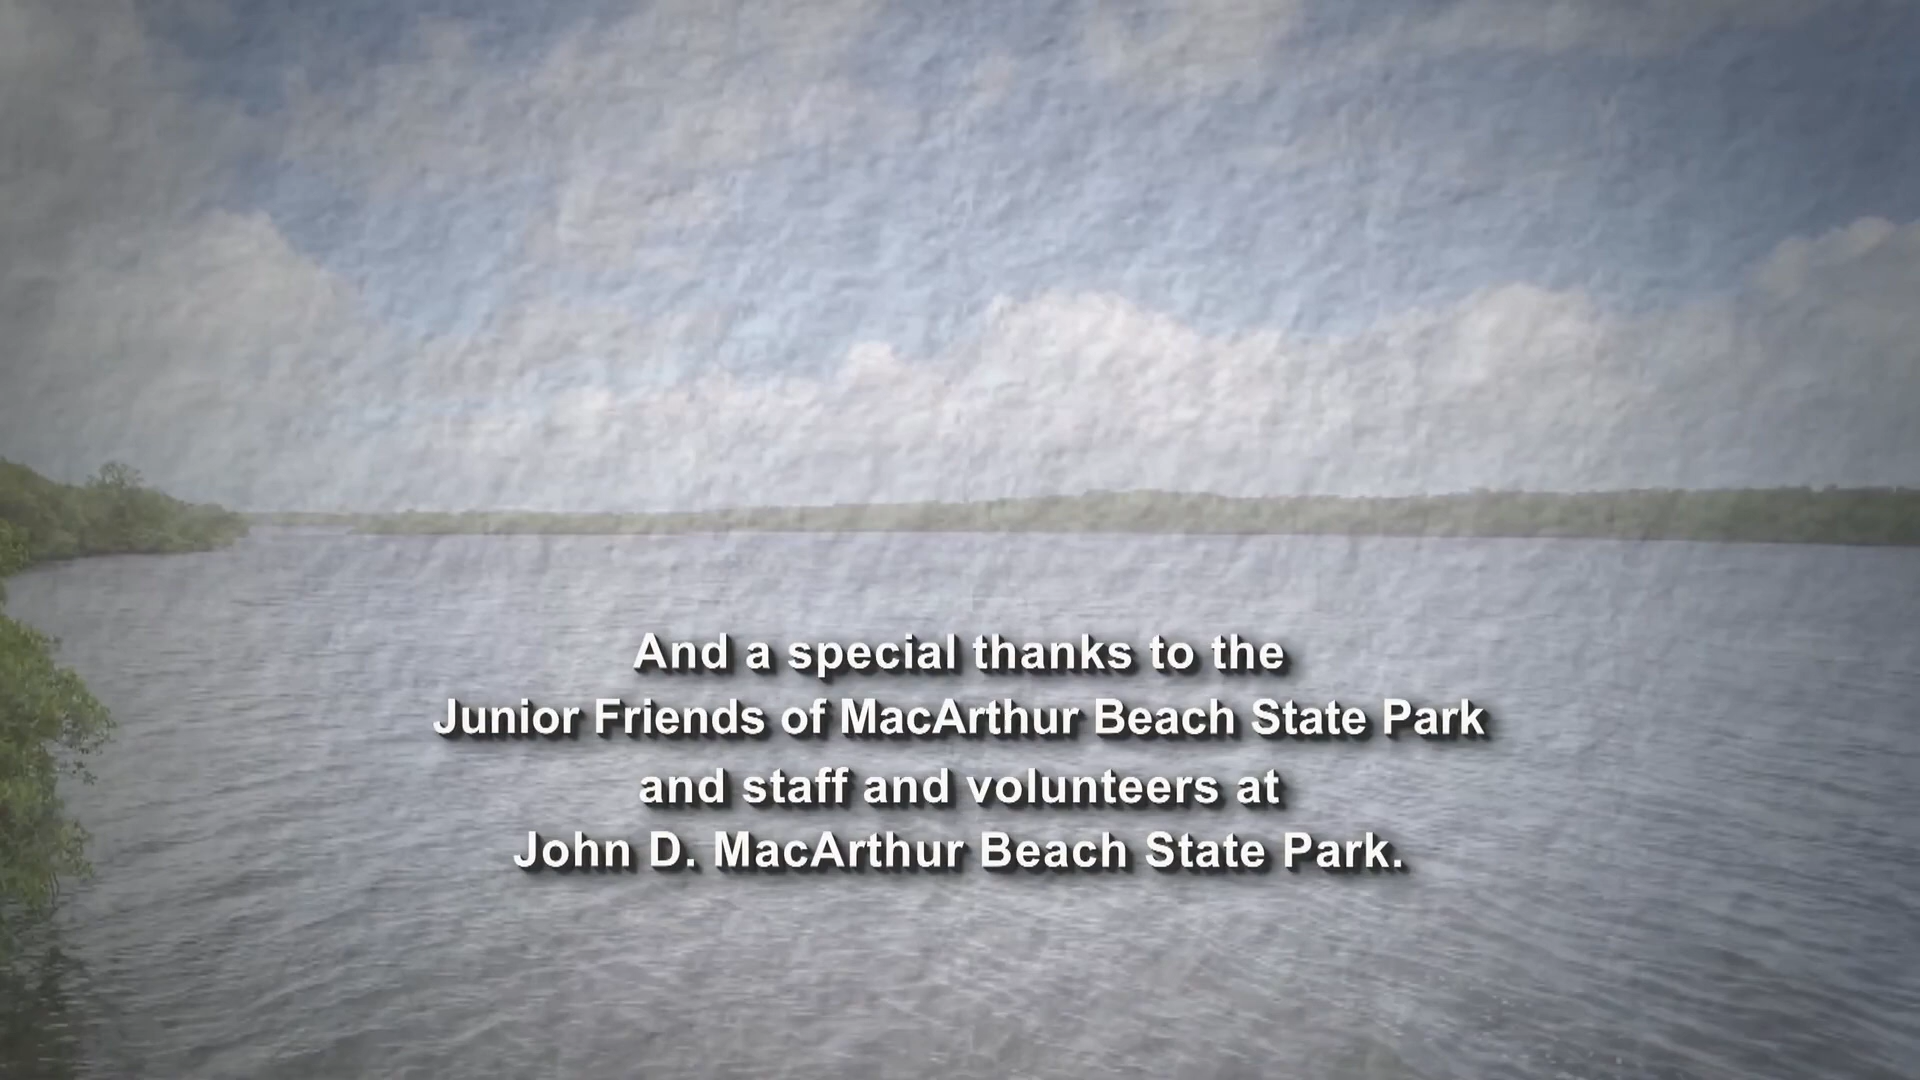 And a special thanks to the
Junior Friends of MacArthur Beach State Park
and staff and volunteers at
John D. MacArthur Beach State Park.